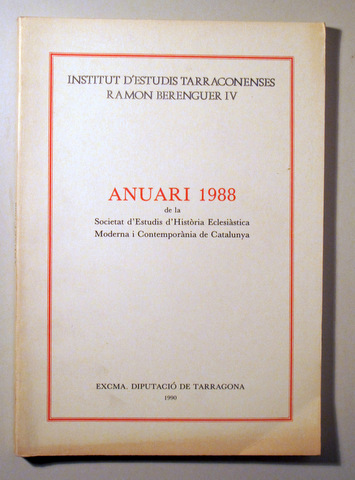 INSTITUT D'ESTUDIS TARRACONENSES
RAMON BERENGUER IV
ANUARI 1988
de la
Societat d'Estudis d'Història Eclesiàstica
Moderna i Contemporània de Catalunya
EXCMA. DIPUTACIÓ DE TARRAGONA
1990